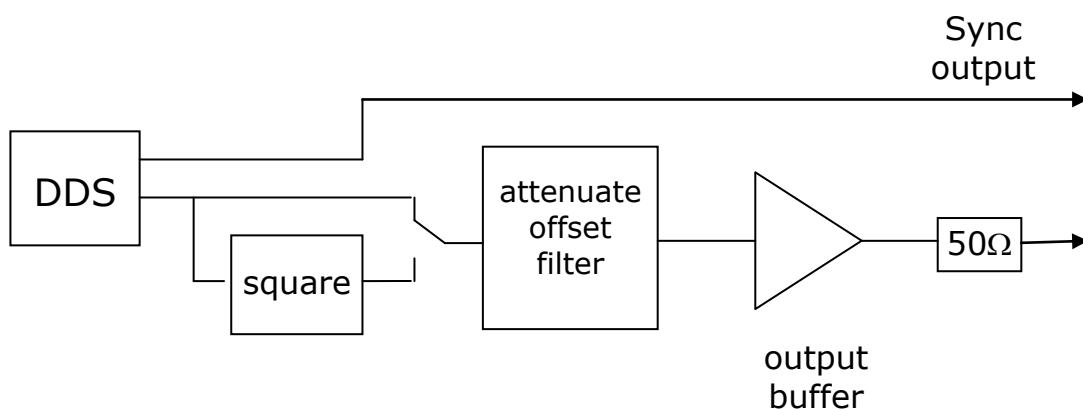 Sync
output
DDS
attenuate
offset
filter
square
50Ω
output
buffer